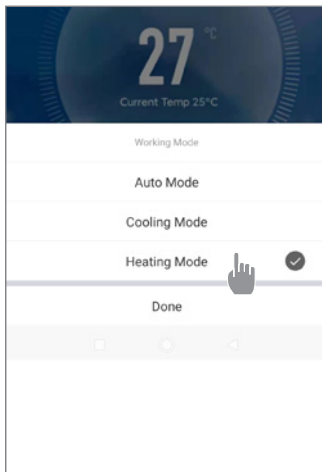 27 °C
Current Temp 25°C
Working Mode
Auto Mode
Cooling Mode
Heating Mode
Done